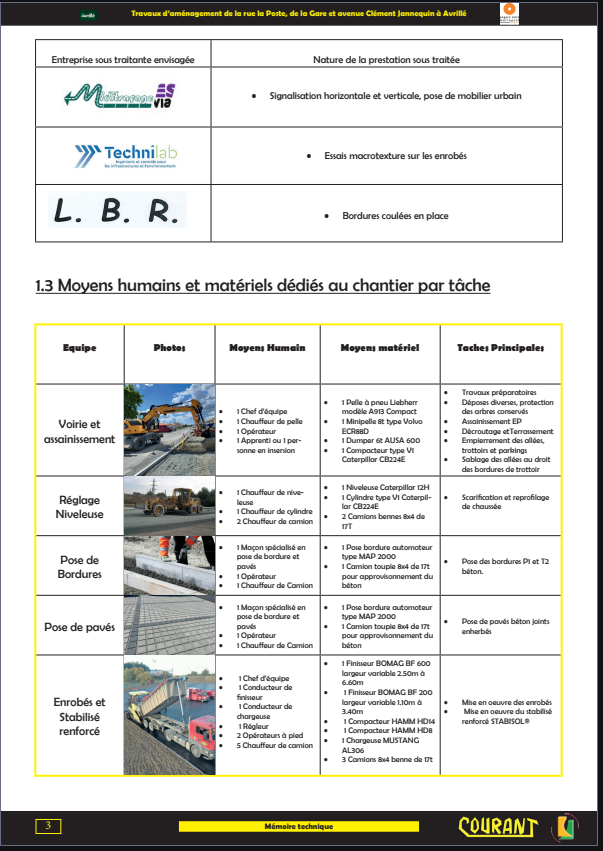 Avrillé
Travaux d'aménagement de la rue la Poste, de la Gare et avenue Clément Jannequin à Avrillé
Entreprise sous traitante envisagée
Nature de la prestation sous traitée
ES
VIA
• Signalisation horizontale et verticale, pose de mobilier urbain
Technilab
Ingénierie et contrôle pour
les infrastructures et l'environnement
• Essais macrotexture sur les enrobés
L. B. R.
• Bordures coulées en place
1.3 Moyens humains et matériels dédiés au chantier par tâche
Equipe
Photos
Moyens Humain
Moyens matériel
Taches Principales
Voirie et
assainissement
• 1 Chef d'équipe
• 1 Chauffeur de pelle
• 1 Opérateur
• 1 Apprenti ou 1 per-
sonne en insersion
• 1 Pelle à pneu Liebherr
modèle A913 Compact
• 1 Minipelle 8t type Volvo
ECR88D
• 1 Dumper 6t AUSA 600
• 1 Compacteur type V1
Caterpillar CB224E
• Travaux préparatoires
• Déposes diverses, protection
des arbres conservés
• Assainissement EP
• Décroutage etTerrassement
• Empierrement des allées,
trottoirs et parkings
• Sablage des allées au droit
des bordures de trottoir
Réglage
Niveleuse
• 1 Chauffeur de nive-
leuse
• 1 Chauffeur de cylindre
• 2 Chauffeur de camion
• 1 Niveleuse Caterpillar 12H
• 1 Cylindre type V1 Caterpil-
lar CB224E
• 2 Camions bennes 8x4 de
17T
• Scarification et reprofilage
de chaussée
Pose de
Bordures
• 1 Maçon spécialisé en
pose de bordure et
pavés
• 1 Opérateur
• 1 Chauffeur de Camion
• 1 Pose bordure automoteur
type MAP 2000
• 1 Camion toupie 8x4 de 17t
pour approvisonnement du
béton
• Pose des bordures P1 et T2
béton.
Pose de pavés
• 1 Maçon spécialisé en
pose de bordure et
pavés
• 1 Opérateur
• 1 Chauffeur de Camion
• 1 Pose bordure automoteur
type MAP 2000
• 1 Camion toupie 8x4 de 17t
pour approvisonnement du
béton
• Pose de pavés béton joints
enherbés
Enrobés et
Stabilisé
renforcé
• 1 Chef d'équipe
• 1 Conducteur de
finisseur
• 1 Conducteur de
chargeuse
• 1 Régleur
• 2 Opérateurs à pied
• 5 Chauffeur de camion
• 1 Finisseur BOMAG BF 600
largeur variable 2.50m à
6.60m
• 1 Finisseur BOMAG BF 200
largeur variable 1.10m à
3.40m
• 1 Compacteur HAMM HD14
• 1 Compacteur HAMM HD8
• 1 Chargeuse MUSTANG
AL306
• 3 Camions 8x4 benne de 17t
• Mise en oeuvre des enrobés
• Mise en oeuvre du stabilisé
renforcé STABISOL®
3
Mémoire technique
COURANT